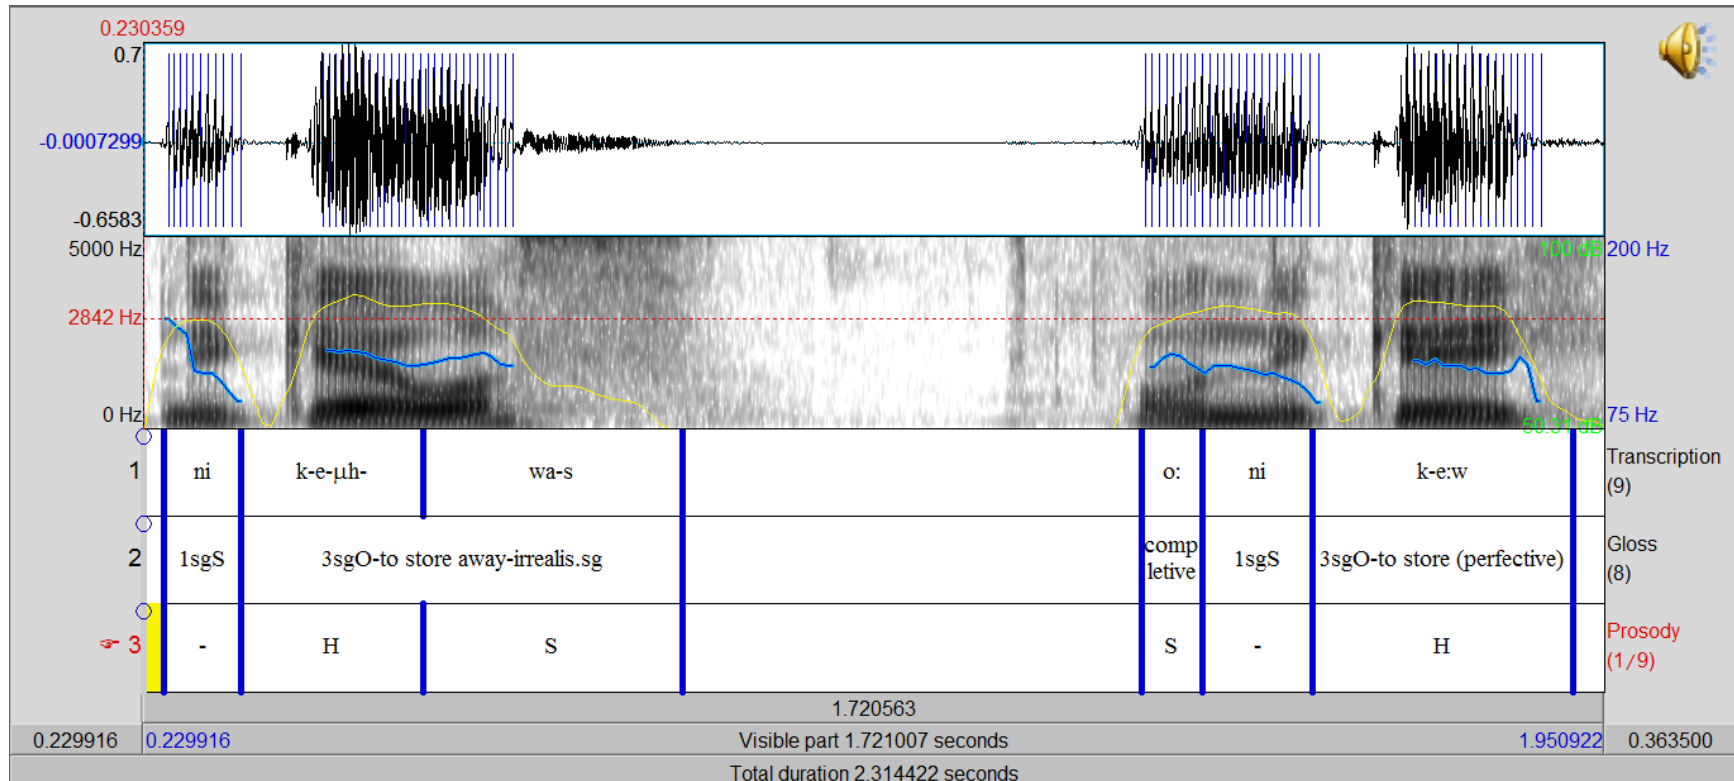 0.230359
0.7
-0.0007299
-0.6583
5000 Hz 100 dB 200 Hz
2842 Hz
0 Hz 50.31 dB 75 Hz
1 ni k-e-µh- wa-s o: ni k-e:w Transcription (9)
2 1sgS 3sgO-to store away-irrealis.sg comp letive 1sgS 3sgO-to store (perfective) Gloss (8)
☞ 3 - H S S - H Prosody (1/9)
1.720563
0.229916 0.229916 Visible part 1.721007 seconds 1.950922 0.363500
Total duration 2.314422 seconds